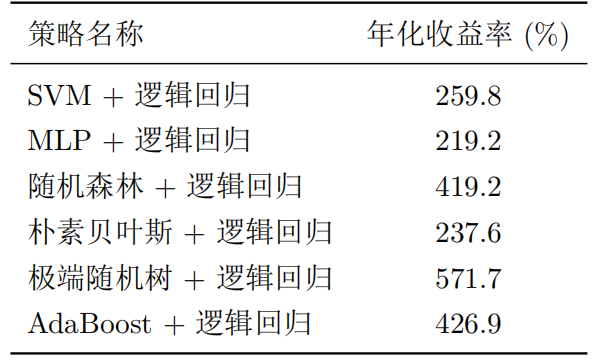 策略名称 年化收益率 (%)
SVM + 逻辑回归 259.8
MLP + 逻辑回归 219.2
随机森林 + 逻辑回归 419.2
朴素贝叶斯 + 逻辑回归 237.6
极端随机树 + 逻辑回归 571.7
AdaBoost + 逻辑回归 426.9